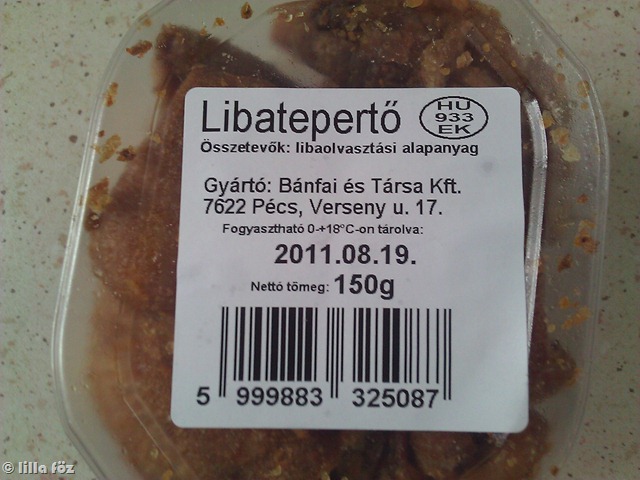 Libatepertő
HU
933
EK
Összetevők: libaolvasztási alapanyag
Gyártó: Bánfai és Társa Kft.
7622 Pécs, Verseny u. 17.
Fogyasztható 0-+18°C-on tárolva:
2011.08.19.
Nettó tőmeg: 150g
5 999883 325087
© lilla főz